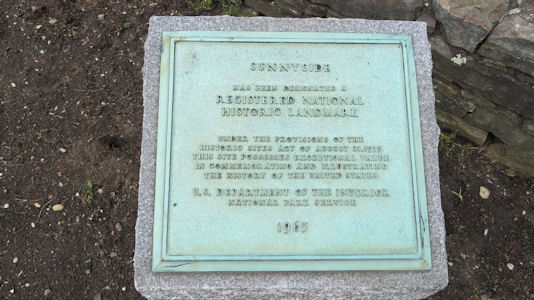 SUNNYSIDE
HAS BEEN DESIGNATED A
REGISTERED NATIONAL
HISTORIC LANDMARK
UNDER THE PROVISIONS OF THE
HISTORIC SITES ACT OF AUGUST 21, 1935
THIS SITE POSSESSES EXCEPTIONAL VALUE
IN COMMEMORATING AND ILLUSTRATING
THE HISTORY OF THE UNITED STATES
U.S. DEPARTMENT OF THE INTERIOR
NATIONAL PARK SERVICE
1963